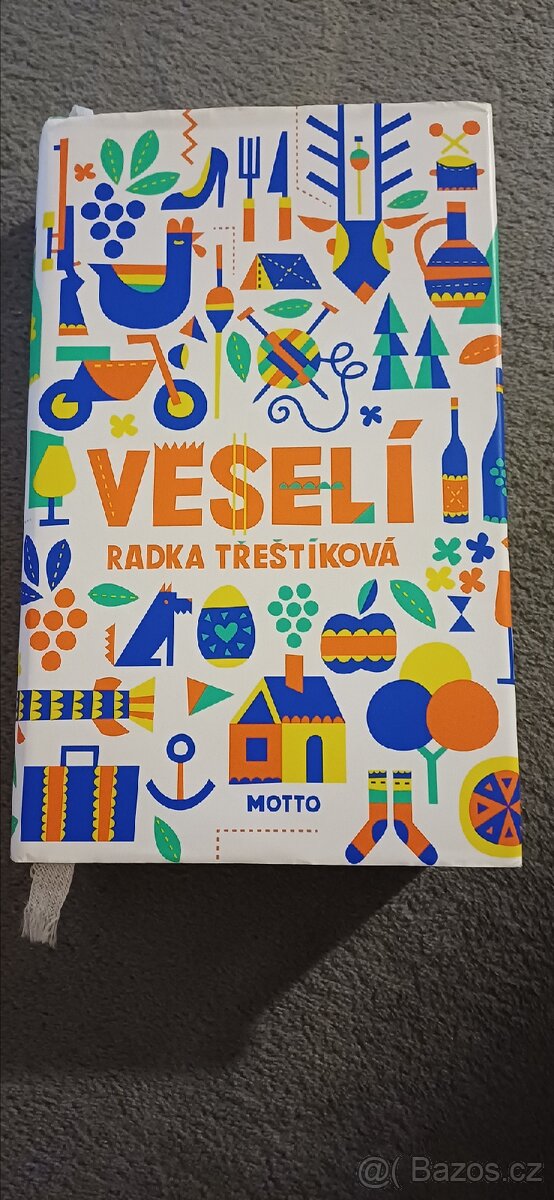 VESELÍ
RADKA TŘEŠTÍKOVÁ
MOTTO
@( Bazos.cz